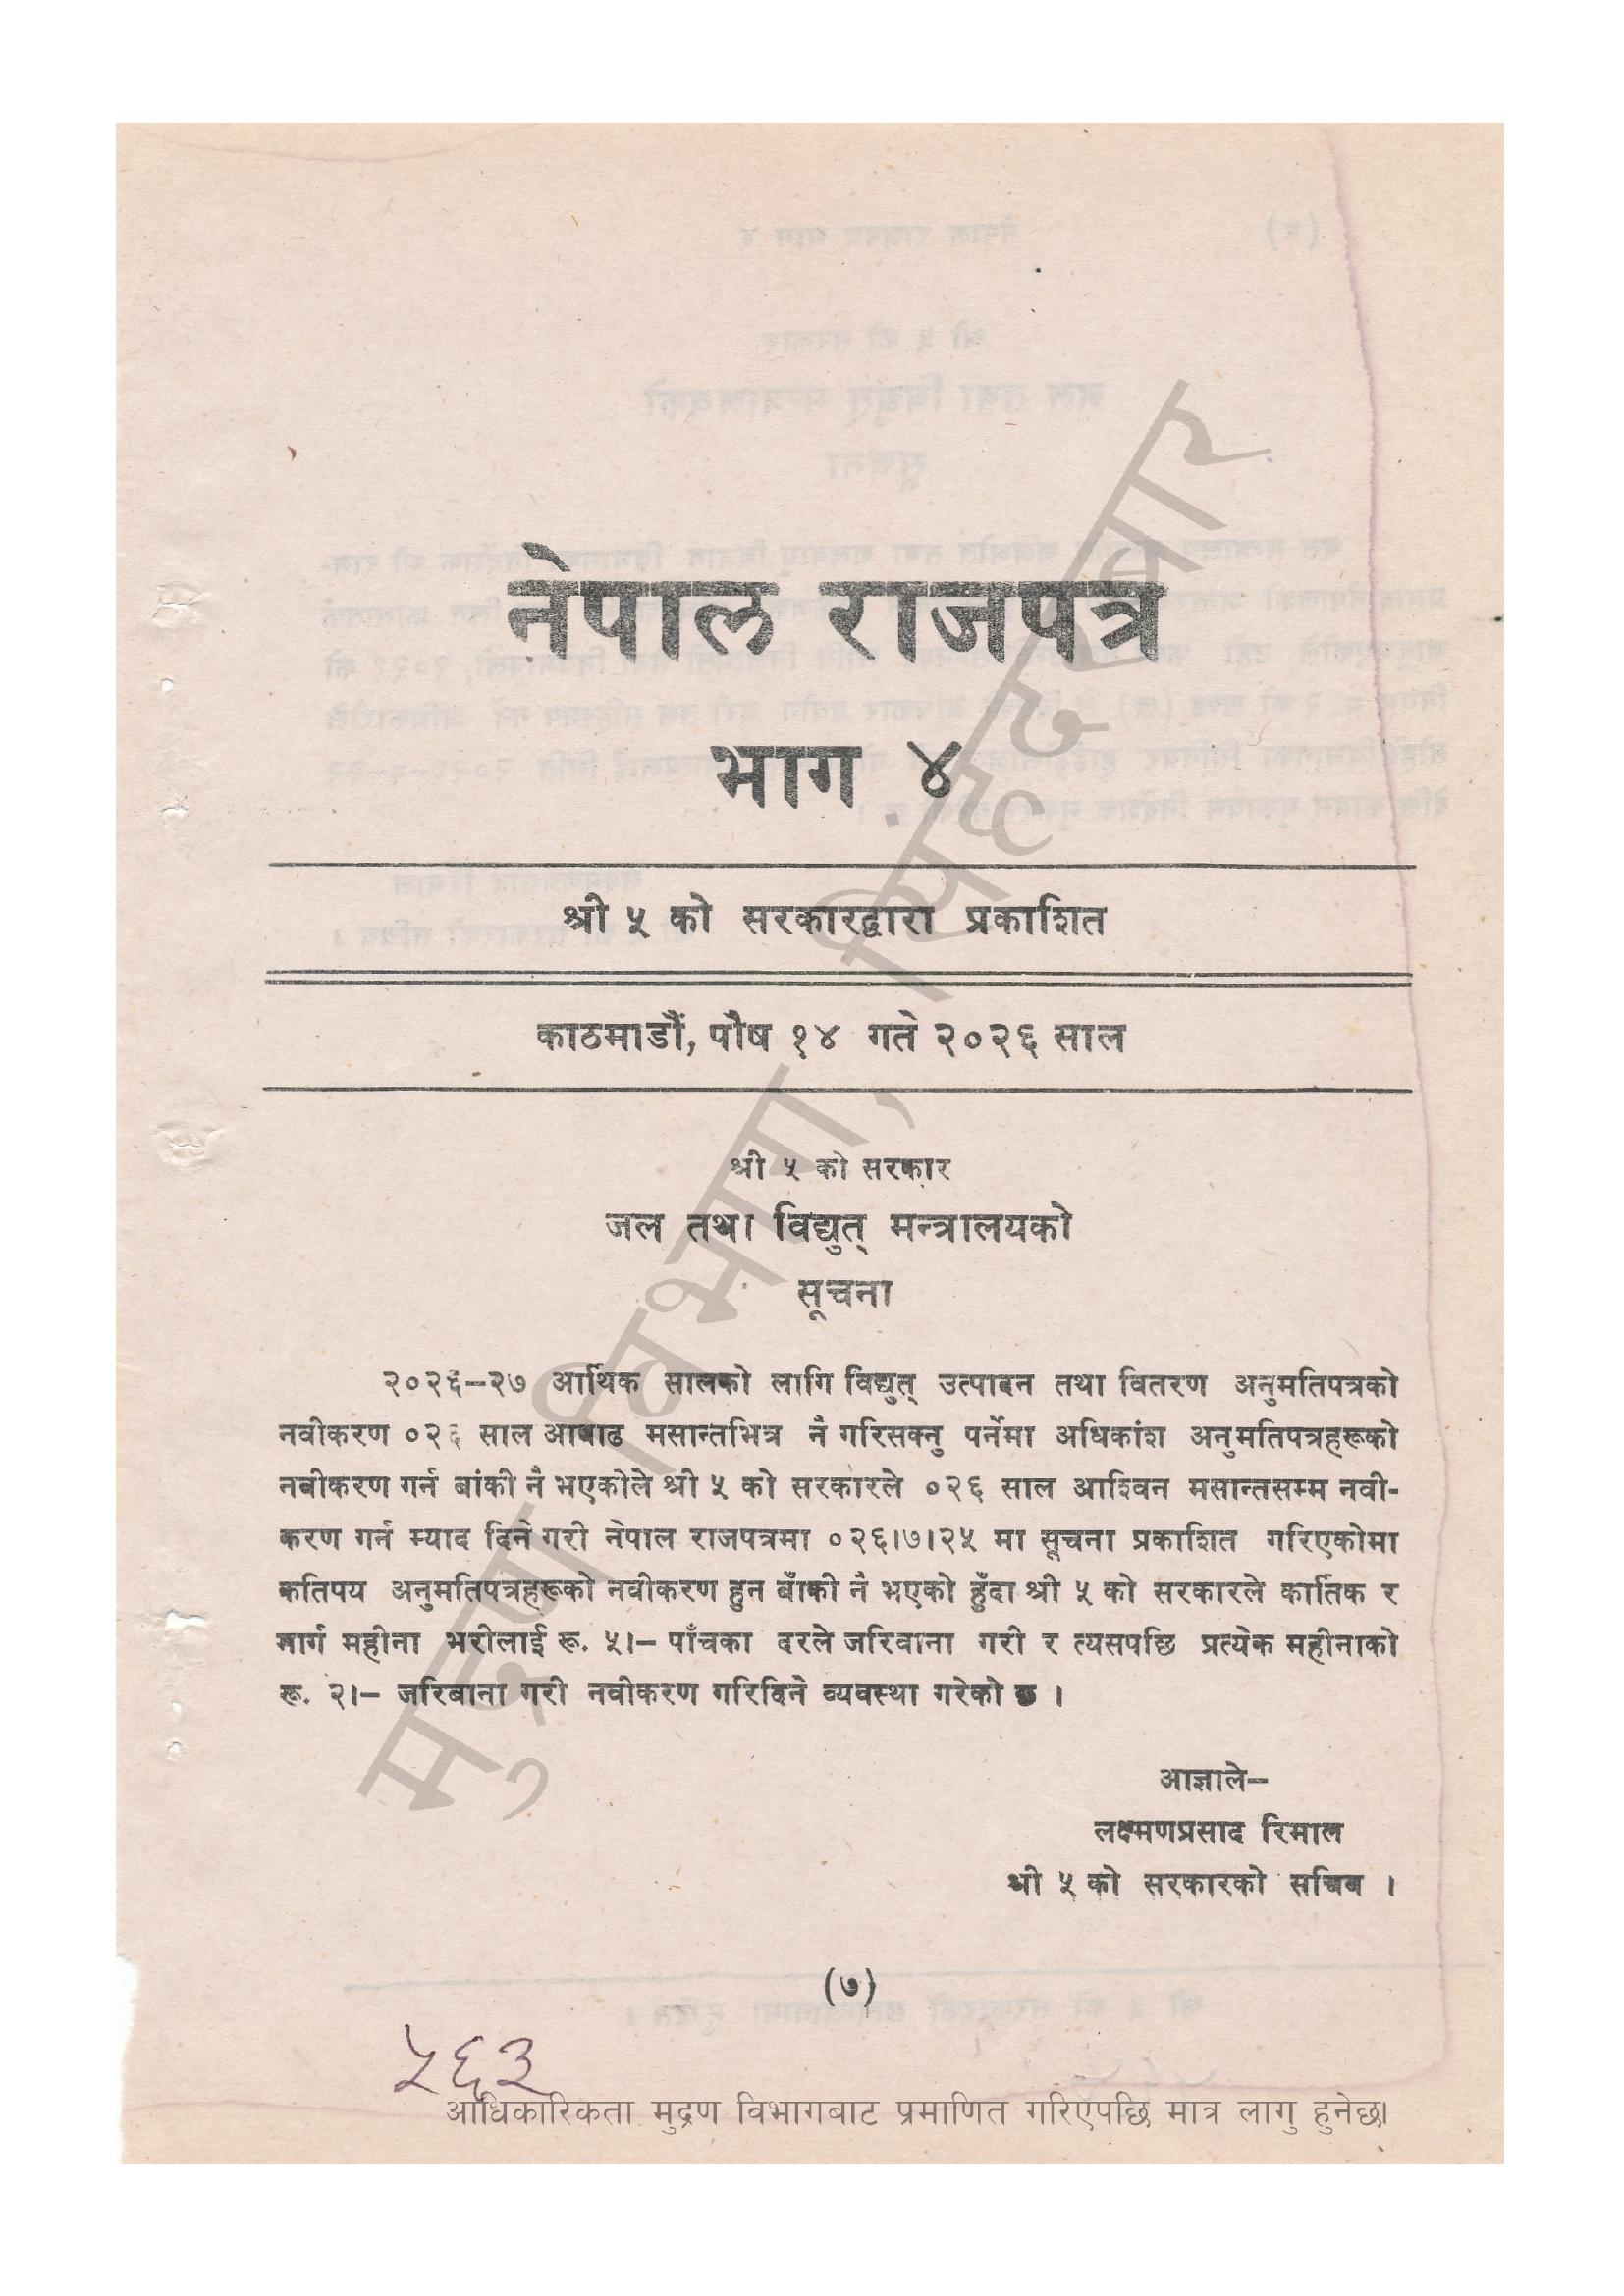 नेपाल राजपत्र
भाग ४
श्री ५ को सरकारद्वारा प्रकाशित
काठमाडौं, पौष १४ गते २०२६ साल
श्री ५ को सरकार
जल तथा विद्युत् मन्त्रालयको
सूचना
२०२६–२७ आर्थिक सालको लागि विद्युत् उत्पादन तथा वितरण अनुमतिपत्रको
नवीकरण ०२६ साल आषाढ मसान्तभित्र नै गरिसक्नु पर्नेमा अधिकांश अनुमतिपत्रहरूको
नवीकरण गर्न बांकी नै भएकोले श्री ५ को सरकारले ०२६ साल आश्विन मसान्तसम्म नवी-
करण गर्न म्याद दिने गरी नेपाल राजपत्रमा ०२६।७।२५ मा सूचना प्रकाशित गरिएकोमा
कतिपय अनुमतिपत्रहरूको नवीकरण हुन बाँकी नै भएको हुँदा श्री ५ को सरकारले कार्तिक र
मार्ग महीना भरीलाई रू. ५।– पाँचका दरले जरिवाना गरी र त्यसपछि प्रत्येक महीनाको
रू. २।– जरिबाना गरी नवीकरण गरिदिने व्यवस्था गरेको छ ।
आज्ञाले–
लक्ष्मणप्रसाद रिमाल
श्री ५ को सरकारको सचिव ।
(७)
५६३
आधिकारिकता मुद्रण विभागबाट प्रमाणित गरिएपछि मात्र लागु हुनेछ।
मुद्रण विभाग, सिंहदरबार